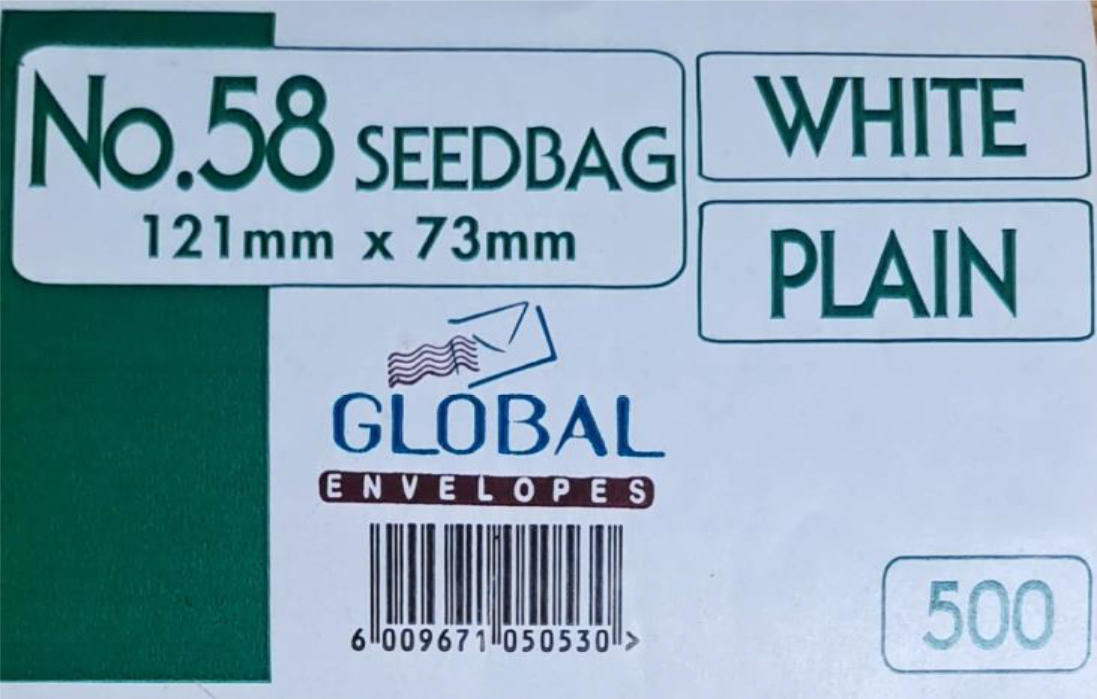 No.58 SEEDBAG
121mm x 73mm
WHITE
PLAIN
GLOBAL
ENVELOPES
6 009671 050530 >
500